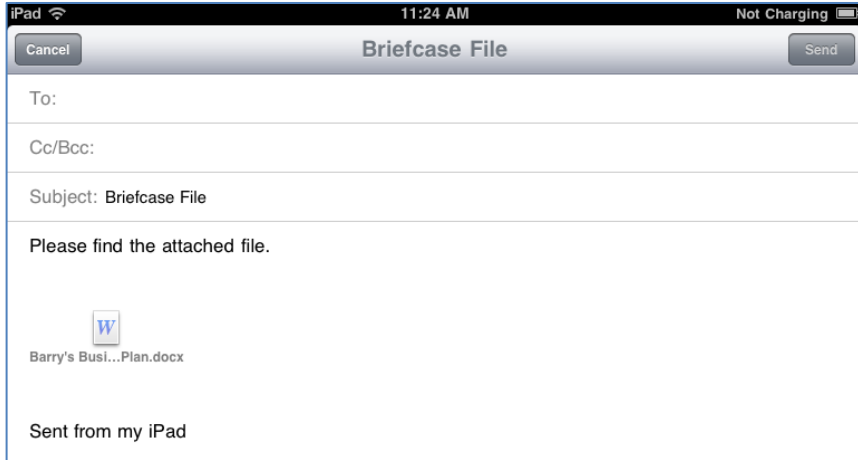 iPad 11:24 AM Not Charging
Cancel Briefcase File Send
To:
Cc/Bcc:
Subject: Briefcase File
Please find the attached file.
W
Barry's Busi...Plan.docx
Sent from my iPad